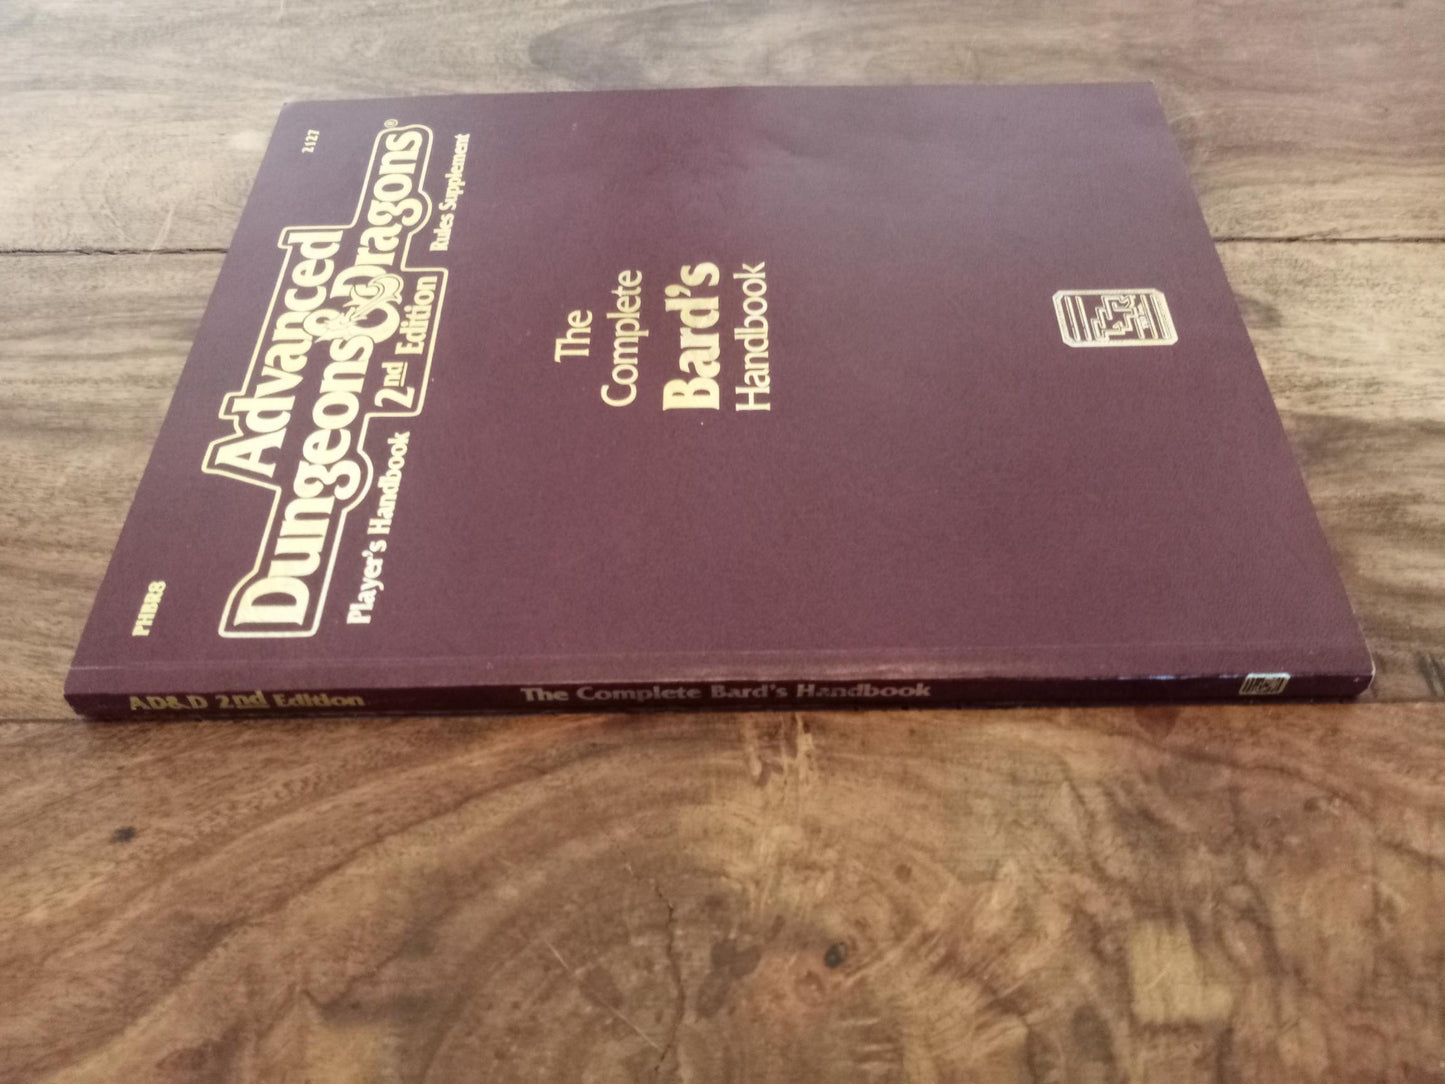 PHBR8
2127
Advanced
Dungeons & Dragons®
2nd Edition
Player's Handbook
Rules Supplement
The
Complete
Bard's
Handbook
AD&D 2nd Edition
The Complete Bard's Handbook